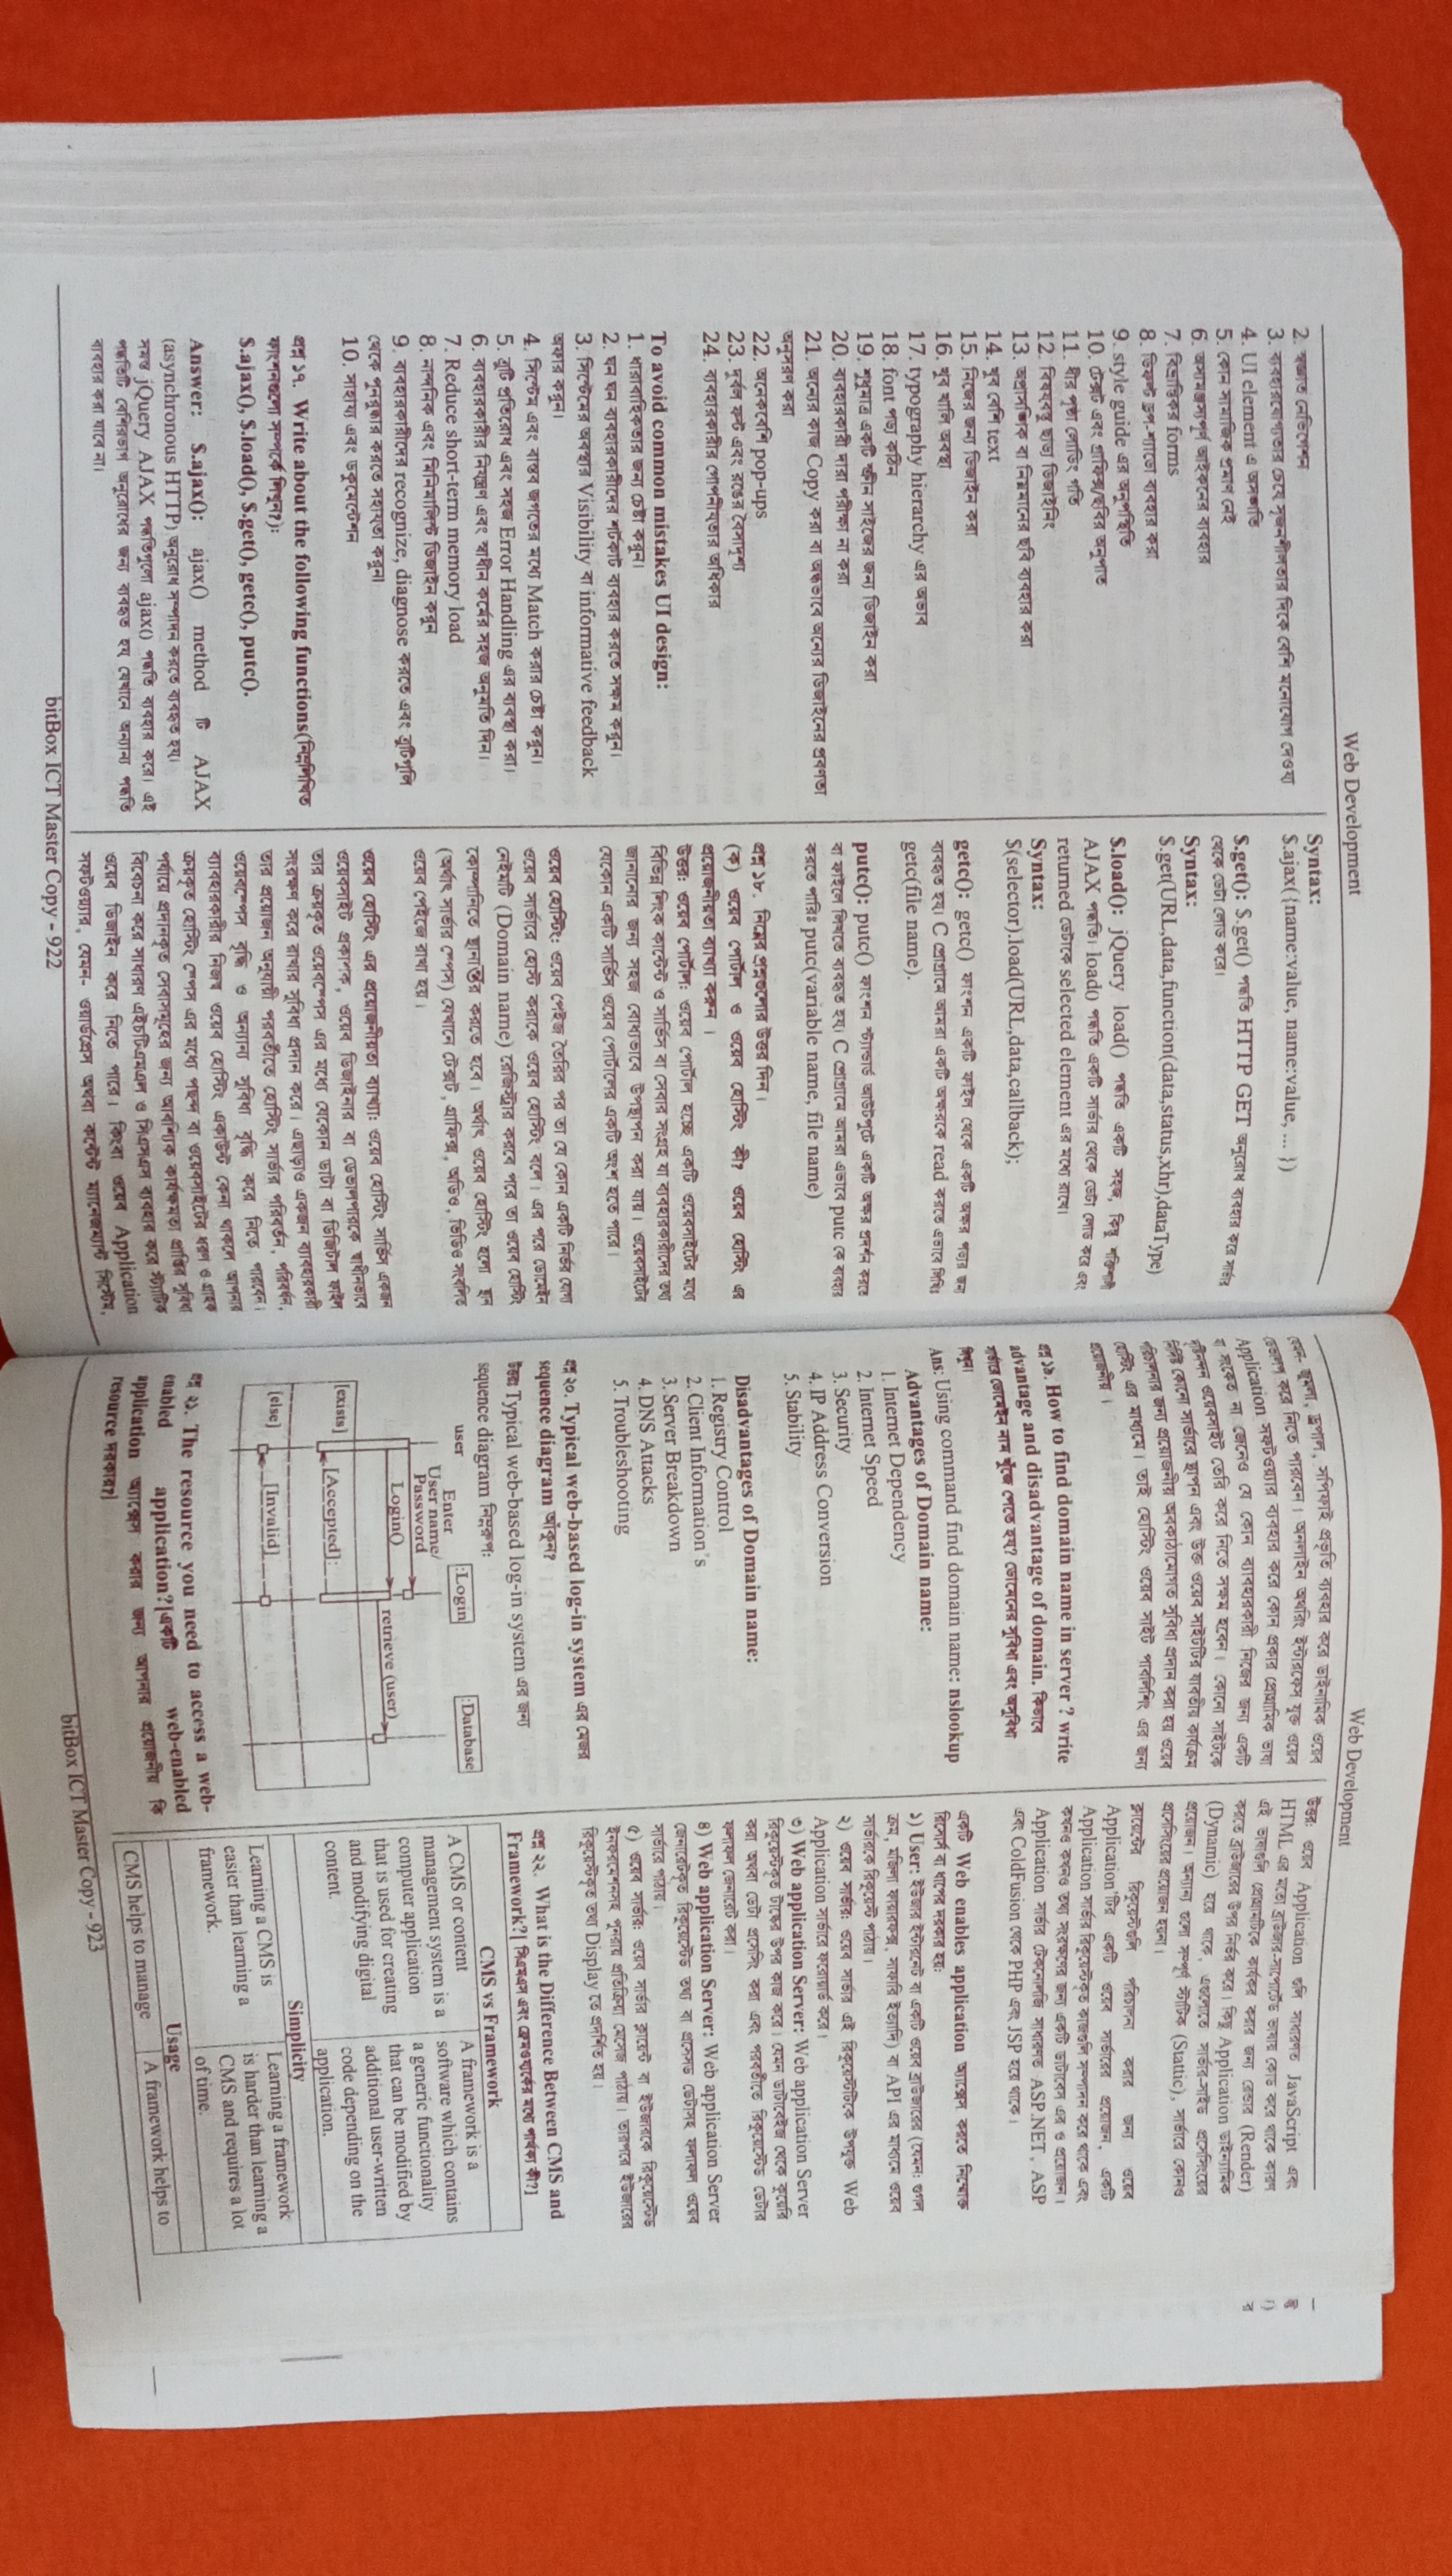 Web Development
2. স্বজ্ঞাত নেভিগেশন
3. ব্যবহারযোগ্যতার চেয়ে সৃজনশীলতার দিকে বেশি মনোযোগ দেওয়া
4. UI element এ অসঙ্গতি
5. কোন সামাজিক প্রমাণ নেই
6. অসামঞ্জস্যপূর্ণ আইকনের ব্যবহার
7. বিভ্রান্তিকর forms
8. ডিফল্ট ড্রপ-শ্যাডো ব্যবহার করা
9. style guide এর অনুপস্থিতি
10. টেক্সট এবং গ্রাফিক্স/ছবির অনুপাত
11. ধীর পৃষ্ঠা লোডিং গতি
12. বিষয়বস্তু ছাড়া ডিজাইনিং
13. অপ্রাসঙ্গিক বা নিম্নমানের ছবি ব্যবহার করা
14. খুব বেশি text
15. নিজের জন্য ডিজাইন করা
16. খুব খালি অবস্থা
17. typography hierarchy এর অভাব
18. font পড়া কঠিন
19. শুধুমাত্র একটি স্ক্রীন সাইজের জন্য ডিজাইন করা
20. ব্যবহারকারী দারা পরীক্ষা না করা
21. অন্যের কাজ Copy করা বা অন্ধভাবে অন্যের ডিজাইনের প্রবণতা
অনুসরণ করা
22. অনেকবেশি pop-ups
23. দুর্বল ফন্ট এবং রঙের বৈসাদৃশ্য
24. ব্যবহারকারীর গোপনীয়তার অধিকার
To avoid common mistakes UI design:
1. ধারাবাহিকতার জন্য চেষ্টা করুন।
2. ঘন ঘন ব্যবহারকারীদের শর্টকাট ব্যবহার করতে সক্ষম করুন।
3. সিস্টেমের অবস্থার Visibility বা informative feedback
অফার করুন।
4. সিস্টেম এবং বাস্তব জগতের মধ্যে Match করার চেষ্টা করুন।
5. ত্রুটি প্রতিরোধ এবং সহজ Error Handling এর ব্যবস্থা করা।
6. ব্যবহারকারীর নিয়ন্ত্রণ এবং স্বাধীন কর্মের সহজ অনুমতি দিন।
7. Reduce short-term memory load
8. নান্দনিক এবং মিনিমালিস্ট ডিজাইন করুন
9. ব্যবহারকারীদের recognize, diagnose করতে এবং ত্রুটিগুলি
থেকে পুনরুদ্ধার করতে সহায়তা করুন।
10. সাহায্য এবং ডকুমেন্টেশন
প্রশ্ন ১৭. Write about the following functions(নিম্নলিখিত
ফাংশনগুলো সম্পর্কে লিখুন?):
$.ajax(), $.load(), $.get(), getc(), putc().
Answer: $.ajax(): ajax() method টি AJAX
(asynchronous HTTP) অনুরোধ সম্পাদন করতে ব্যবহৃত হয়।
সমস্ত jQuery AJAX পদ্ধতিগুলো ajax() পদ্ধতি ব্যবহার করে। এই
পদ্ধতিটি বেশিরভাগ অনুরোধের জন্য ব্যবহৃত হয় যেখানে অন্যান্য পদ্ধতি
ব্যবহার করা যাবে না।
Syntax:
$.ajax({name:value, name:value, ... })
$.get(): $.get() পদ্ধতি HTTP GET অনুরোধ ব্যবহার করে সার্ভার
থেকে ডেটা লোড করে।
Syntax:
$.get(URL,data,function(data,status,xhr),dataType)
$.load(): jQuery load() পদ্ধতি একটি সহজ, কিন্তু শক্তিশালী
AJAX পদ্ধতি। load() পদ্ধতি একটি সার্ভার থেকে ডেটা লোড করে এবং
returned ডেটাকে selected element এর মধ্যে রাখে।
Syntax:
$(selector).load(URL,data,callback);
getc(): getc() ফাংশন একটি ফাইল থেকে একটি অক্ষর পড়ার জন্য
ব্যবহৃত হয়। C প্রোগ্রামে আমরা একটি অক্ষরকে read করতে এভাবে লিখিঃ
getc(file name).
putc(): putc() ফাংশন স্ট্যান্ডার্ড আউটপুটে একটি অক্ষর প্রদর্শন করতে
বা ফাইলে লিখতে ব্যবহৃত হয়। C প্রোগ্রামে আমরা এভাবে putc কে ব্যবহার
করতে পারিঃ putc(variable name, file name)
প্রশ্ন ১৮. নিম্নের প্রশ্নগুলোর উত্তর দিন।
(ক) ওয়েব পোর্টাল ও ওয়েব হোস্টিং কী? ওয়েব হোস্টিং এর
প্রয়োজনীয়তা ব্যাখ্যা করুন ।
উত্তর: ওয়েব পোর্টাল: ওয়েব পোর্টাল হচ্ছে একটি ওয়েবসাইটের মধ্যে
বিভিন্ন লিংক কান্টেন্ট ও সার্ভিস বা সেবার সংগ্রহ যা ব্যবহারকারীদের তথ্য
জানানোর জন্য সহজ বোধ্যভাবে উপস্থাপন করা যায়। ওয়েবসাইটের
যেকোন একটি সার্ভিস ওয়েব পোর্টালের একটি অংশ হতে পারে।
ওয়েব হোস্টিং: ওয়েব পেইজ তৈরির পর তা যে কোন একটি নির্ভর যোগ্য
ওয়েব সার্ভারে হোস্ট করাকে ওয়েব হোস্টিং বলে। এর পরে ডোমেইন
নেইমটি (Domain name) রেজিস্ট্রার করবে পরে তা ওয়েব হোস্টিং
কোম্পানিতে স্থানান্তর করতে হবে। অর্থাৎ ওয়েব হোস্টিং হলো স্থান
(অর্থাৎ সার্ভার স্পেস) যেখানে টেক্সট, গ্রাফিক্স, অডিও, ভিডিও সংবলিত
ওয়েব পেইজে রাখা হয়।
ওয়েব হোস্টিং এর প্রয়োজনীয়তা ব্যাখ্যা: ওয়েব হোস্টিং সার্ভিস একজন
ওয়েবসাইট প্রকাশক, ওয়েব ডিজাইনার বা ডেভালপারকে স্বাধীনভাবে
তার ক্রয়কৃত ওয়েবস্পেস এর মধ্যে যেকোন ডাটা বা ডিজিটাল ফাইল
সংরক্ষণ করে রাখার সুবিধা প্রদান করে। এছাড়াও একজন ব্যাবহারকারী
তার প্রয়োজন অনুযায়ী পরবর্তীতে হোস্টিং সার্ভার পরিবর্তন, পরিবর্ধন,
ওয়েবস্পেস বৃদ্ধি ও অন্যান্য সুবিধা বৃদ্ধি করে নিতে পারবেন।
ব্যাবহারকারীর নিজস্ব ওয়েব হোস্টিং একাউন্ট কেনা থাকলে আপনার
ক্রয়কৃত হোস্টিং স্পেস এর মধ্যে পছন্দ বা ওয়েবসাইটের ধরণ ও গ্রাহক
পর্যায়ে প্রদানকৃত সেবাসমূহের জন্য আবশ্যিক কার্যক্ষমতা প্রাপ্তির সুবিধা
বিবেচনা করে সাধারণ এইচটিএমএল ও সিএসএস ব্যবহার করে স্ট্যাটিক
ওয়েব ডিজাইন করে নিতে পারে। কিংবা ওয়েব Application
সফটওয়্যার, যেমন- ওয়ার্ডপ্রেস অথবা কন্টেন্ট ম্যানেজম্যান্ট সিস্টেম,
bitBox ICT Master Copy - 922
Web Development
যেমন- জুমলা, ড্রুপাল, সপিফাই প্রভৃতি ব্যবহার করে ডাইনামিক ওয়েব
ডেভালপ করে নিতে পারবেন। অনলাইন অথরিং ইন্টারফেস যুক্ত ওয়েব
Application সফটওয়্যার ব্যবহার করে কোন প্রকার প্রোগ্রামিক ভাষা
বা সংকেত না জেনেও যে কোন ব্যাবহারকারী নিজের জন্য একটি
দৃষ্টিনন্দন ওয়েবসাইট তৈরি করে নিতে সক্ষম হবেন। কোনো সাইটকে
নির্দিষ্ট কোনো সার্ভারে স্থাপন এবং উক্ত ওয়েব সাইটটির যাবতীয় কার্যক্রম
পরিচালনার জন্য প্রয়োজনীয় অবকাঠামোগত সুবিধা প্রদান করা হয় ওয়েব
হোস্টিং এর মাধ্যমে। তাই হোস্টিং ওয়েব সাইট পাবলিশিং এর জন্য
প্রয়োজনীয় ।
প্রশ্ন ১৯. How to find domain name in server ? write
advantage and disadvantage of domain. কিভাবে
সার্ভারে ডোমেইন নাম খুঁজে পেতে হয়? ডোমেনের সুবিধা এবং অসুবিধা
লিখুন।
Ans: Using command find domain name: nslookup
Advantages of Domain name:
1. Internet Dependency
2. Internet Speed
3. Security
4. IP Address Conversion
5. Stability
Disadvantages of Domain name:
1. Registry Control
2. Client Information's
3. Server Breakdown
4. DNS Attacks
5. Troubleshooting
প্রশ্ন ২০. Typical web-based log-in system এর মেজর
sequence diagram আঁকুন?
উত্তরঃ Typical web-based log-in system এর জন্য
sequence diagram নিম্নরূপ:
user
:Login
:Database
Enter
User name/
Password
Login()
retrieve (user)
[exists]
[Accepted]:
[else]
[Invalid]
প্রশ্ন ২১. The resource you need to access a web-
enabled application?[একটি web-enabled
application অ্যাক্সেস করার জন্য আপনার প্রয়োজনীয় কি
resource দরকার?]
উত্তর: ওয়েব Application গুলি সাধারণত JavaScript এবং
HTML এর মতো ব্রাউজার-সাপোর্টেড ভাষায় কোড করে থাকে কারণ
এই ভাষাগুলি প্রোগ্রামটিকে কার্যকর করার জন্য রেন্ডার (Render)
করতে ব্রাউজারের উপর নির্ভর করে। কিছু Application ডাইন্যামিক
(Dynamic) হয়ে থাকে, এগুলোতে সার্ভার-সাইড প্রসেসিংয়ের
প্রয়োজন। অন্যান্য গুলো সম্পূর্ণ স্ট্যটিক (Stattic), সার্ভারে কোনও
প্রসেসিংয়ের প্রয়োজন হয়না।
ক্লায়েন্টের রিকুয়েস্টগুলি পরিচালনা করার জন্য ওয়েব
Application'টির একটি ওয়েব সার্ভারের প্রয়োজন, একটি
Application সার্ভার রিকুয়েস্টকৃত কাজগুলি সম্পাদন করে থাকে এবং
কখনও কখনও তথ্য সংরক্ষণের জন্য একটি ডাটাবেস এর ও প্রয়োজন।
Application সার্ভার টেকনোলজি সাধারণত ASP.NET, ASP
এবং ColdFusion থেকে PHP এবং JSP হয়ে থাকে।
একটি Web enables application অ্যাক্সেস করতে নিম্মোক্ত
রিসোর্স বা ধাপের দরকার হয়:
১) User: ইউজার ইন্টারনেট বা একটি ওয়েব ব্রাউজারের (যেমন: গুগল
ক্রম, মজিলা ফায়ারফক্স, সাফারি ইত্যাদি) বা API এর মাধ্যমে ওয়েব
সার্ভারকে রিকুয়েস্ট পাঠায়।
২) ওয়েব সার্ভার: ওয়েব সার্ভার এই রিকুয়েস্টটিকে উপযুক্ত Web
Application সার্ভারে ফরোয়ার্ড করে।
৩) Web application Server: Web application Server
রিকুয়েস্টকৃত টাস্কের উপর কাজ করে। যেমন ডাটাবেইজ থেকে কুয়েরি
করা অথবা ডেটা প্রসেসিং করা এবং পরবর্তীতে রিকুয়েস্টেড ডেটার
ফলাফল জেনারেট করা।
৪) Web application Server: Web application Server
জেনারেটকৃত রিকুয়েস্টেড তথ্য বা প্রসেসড ডেটাসহ ফলাফল ওয়েব
সার্ভারে পাঠায়।
৫) ওয়েব সার্ভার: ওয়েব সার্ভার ক্লায়েন্ট বা ইউজারকে রিকুয়েস্টেড
ইনফরমেশনসহ পুনরায় প্রতিক্রিয়া মেসেজ পাঠায়। তারপরে ইউজারের
রিকুয়েস্টকৃত তথ্য Display তে প্রদর্শিত হয়।
প্রশ্ন ২২. What is the Difference Between CMS and
Framework?[ সিএমএস এবং ফ্রেমওয়ার্কের মধ্যে পার্থক্য কী?]
CMS vs Framework
A CMS or content
management system is a
computer application
that is used for creating
and modifying digital
content.
A framework is a
software which contains
a generic functionality
that can be modified by
additional user-written
code depending on the
application.
Simplicity
Learning a CMS is
easier than learning a
framework.
Learning a framework
is harder than learning a
CMS and requires a lot
of time.
Usage
CMS helps to manage
A framework helps to
bitBox ICT Master Copy - 923